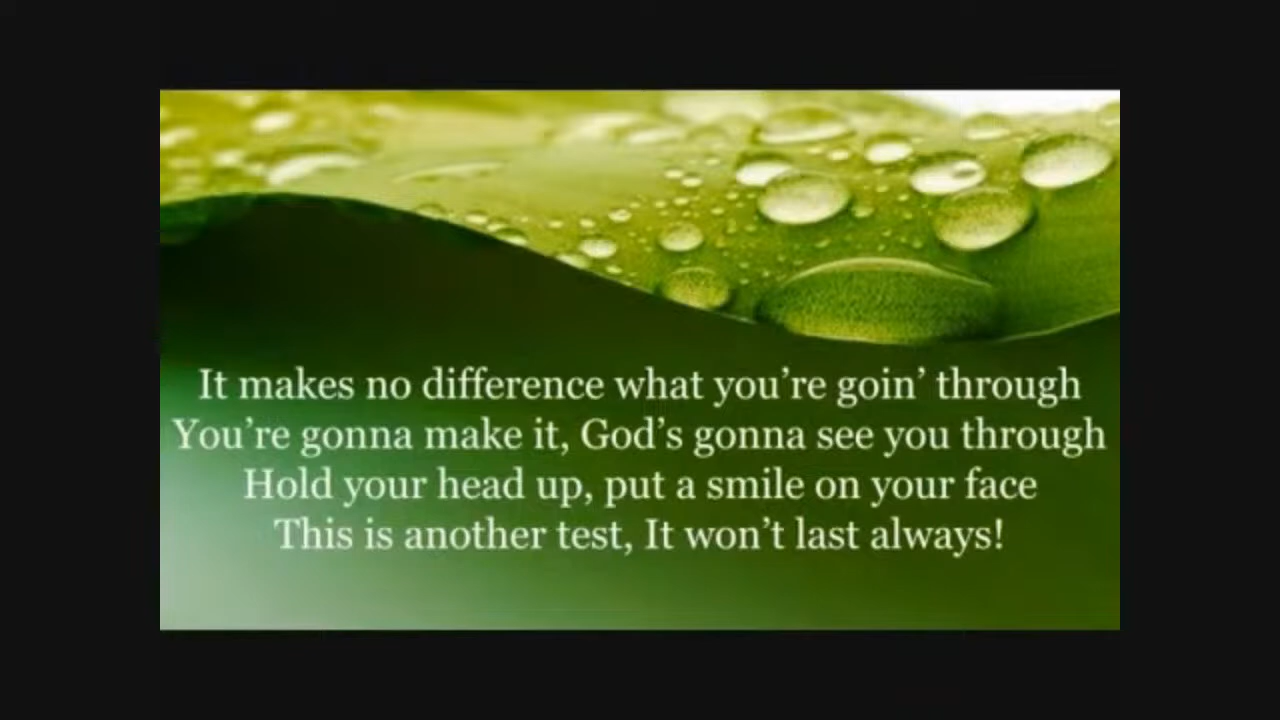 It makes no difference what you’re goin’ through
You’re gonna make it, God’s gonna see you through
Hold your head up, put a smile on your face
This is another test, It won’t last always!